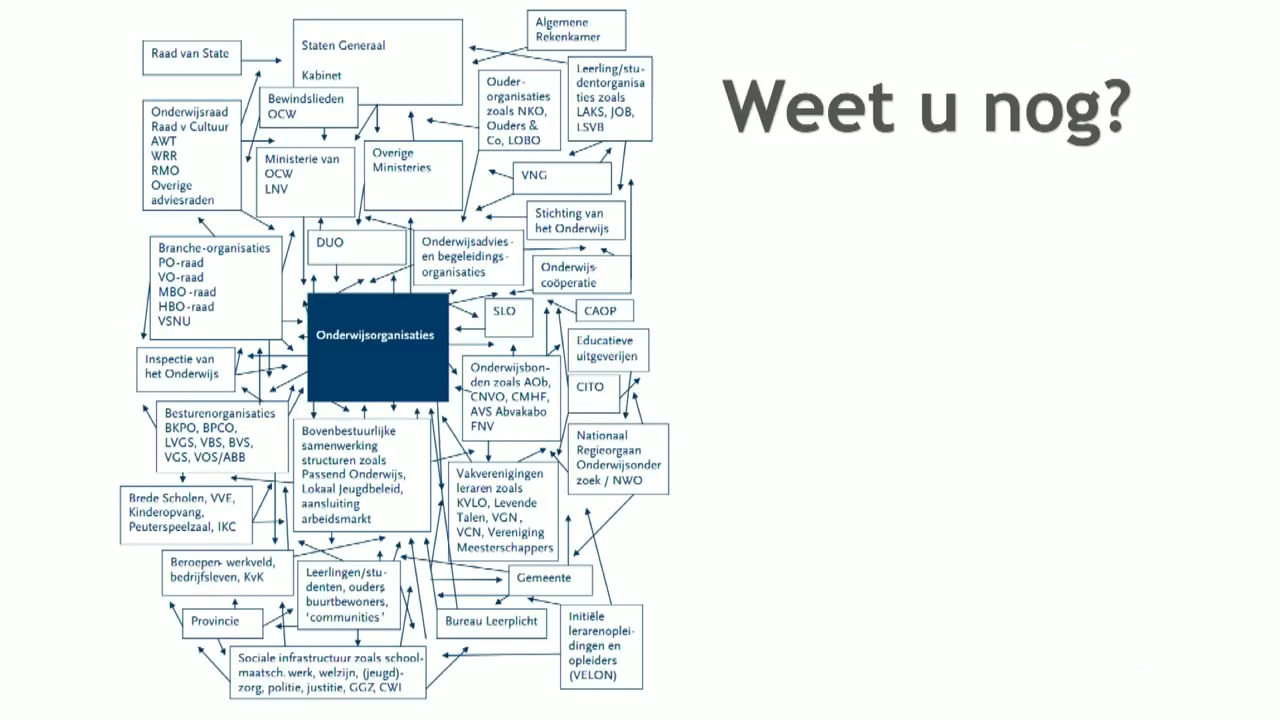 Weet u nog?
Raad van State
Staten Generaal
Kabinet
Algemene
Rekenkamer
Bewindslieden
OCW
Ouder-
organisaties
zoals NKO,
Ouders &
Co, LOBO
Leerling/stu-
dentorganisa
ties zoals
LAKS, JOB,
LSVB
Onderwijsraad
Raad v Cultuur
AWT
WRR
RMO
Overige
adviesraden
Ministerie van
OCW
LNV
Overige
Ministeries
VNG
Stichting van
het Onderwijs
DUO
Onderwijsadvies-
en begeleidings-
organisaties
Branche-organisaties
PO-raad
VO-raad
MBO-raad
HBO-raad
VSNU
Onderwijs-
coöperatie
Onderwijsorganisaties
SLO
CAOP
Educatieve
uitgeverijen
Inspectie van
het Onderwijs
Onderwijsbon-
den zoals AOb,
CNVO, CMHF,
AVS Abvakabo
FNV
CITO
Besturenorganisaties
BKPO, BPCO,
LVGS, VBS, BVS,
VGS, VOS/ABB
Bovenbestuurlijke
samenwerking
structuren zoals
Passend Onderwijs,
Lokaal Jeugdbeleid,
aansluiting
arbeidsmarkt
Nationaal
Regieorgaan
Onderwijsonder
zoek / NWO
Vakverenigingen
leraren zoals
KVLO, Levende
Talen, VGN,
VCN, Vereniging
Meesterschappers
Brede Scholen, VVE,
Kinderopvang,
Peuterspeelzaal, IKC
Beroepen- werkveld,
bedrijfsleven, KvK
Leerlingen/stu-
denten, ouders
buurtbewoners,
'communities'
Gemeente
Provincie
Bureau Leerplicht
Initiële
lerarenoplei-
dingen en
opleiders
(VELON)
Sociale infrastructuur zoals school-
maatsch. werk, welzijn, (jeugd)-
zorg, politie, justitie, GGZ, CWI